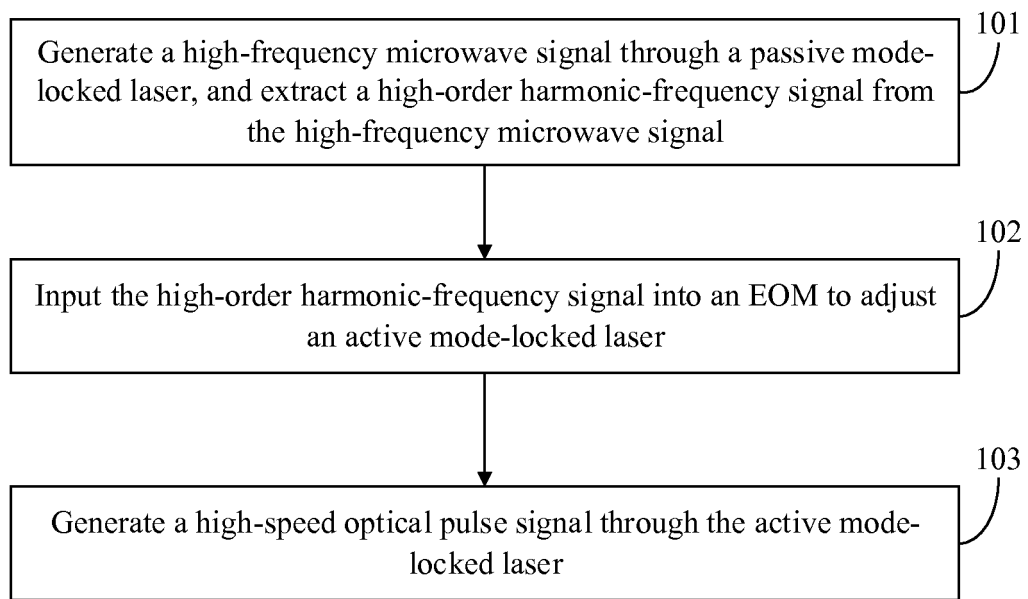 101
Generate a high-frequency microwave signal through a passive mode-
locked laser, and extract a high-order harmonic-frequency signal from
the high-frequency microwave signal
102
Input the high-order harmonic-frequency signal into an EOM to adjust
an active mode-locked laser
103
Generate a high-speed optical pulse signal through the active mode-
locked laser